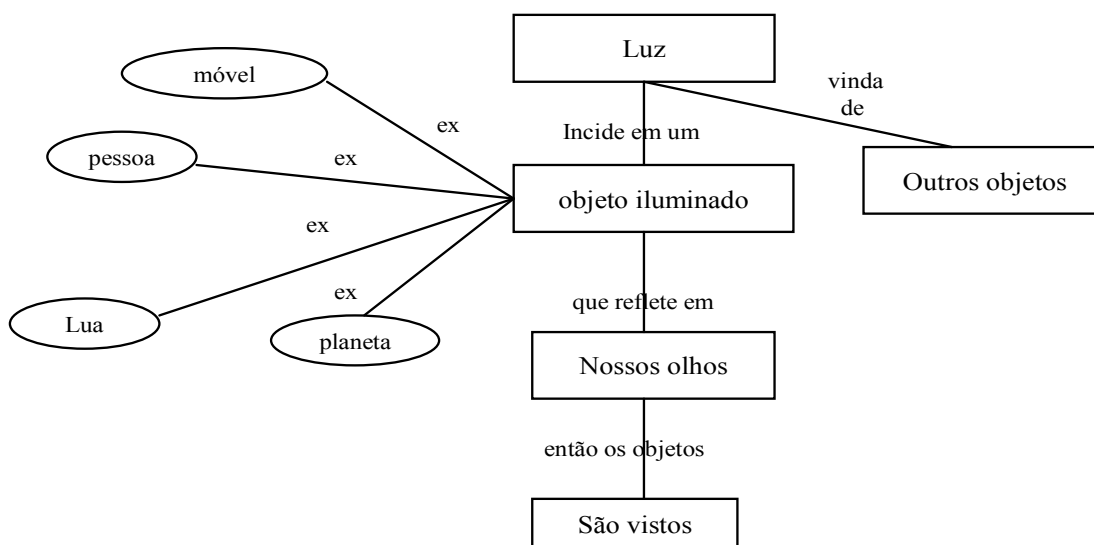 Luz
móvel
vinda
de
ex
Incide em um
pessoa
ex
Outros objetos
objeto iluminado
ex
ex
que reflete em
Lua
planeta
Nossos olhos
então os objetos
São vistos